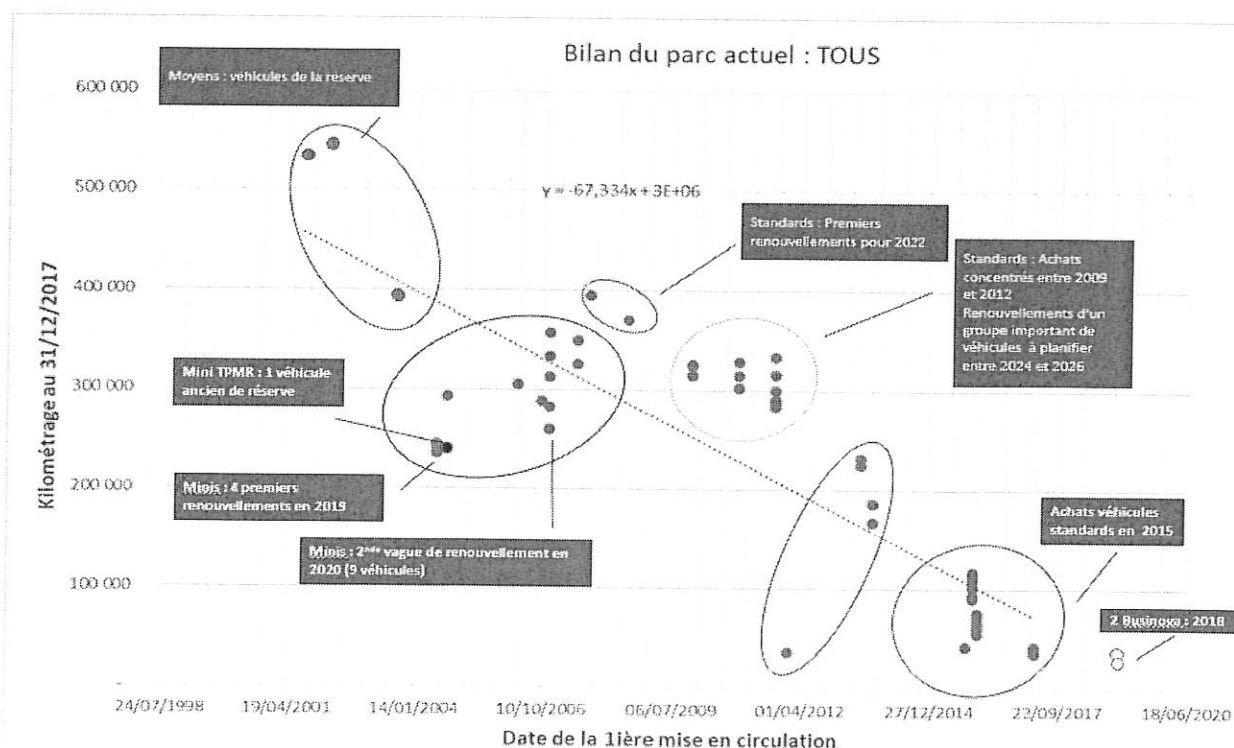 Bilan du parc actuel : TOUS
Moyens : véhicules de la réserve
600 000
500 000
400 000
300 000
200 000
100 000
-
Kilométrage au 31/12/2017
y = -67,334x + 3E+06
Standards : Premiers
renouvellements pour 2022
Standards : Achats
concentrés entre 2009
et 2012
Renouvellements d'un
groupe important de
véhicules à planifier
entre 2024 et 2026
Mini TPMR : 1 véhicule
ancien de réserve
Minis : 4 premiers
renouvellements en 2019
Minis : 2nde vague de renouvellement en
2020 (9 véhicules)
Achats véhicules
standards en 2015
2 Businova : 2018
24/07/1998 19/04/2001 14/01/2004 10/10/2006 06/07/2009 01/04/2012 27/12/2014 22/09/2017 18/06/2020
Date de la 1ière mise en circulation